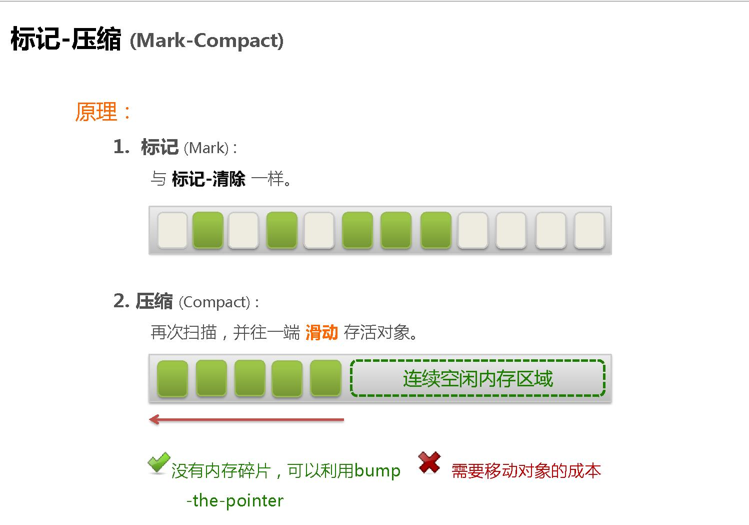 标记-压缩 (Mark-Compact)
原理：
1. 标记 (Mark) :
与 标记-清除 一样。
2. 压缩 (Compact) :
再次扫描，并往一端 滑动 存活对象。
连续空闲内存区域
没有内存碎片，可以利用bump
-the-pointer
需要移动对象的成本